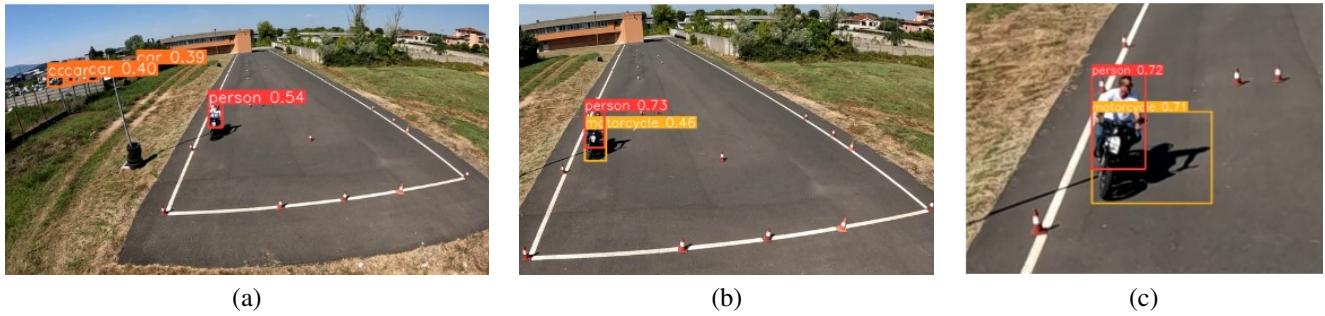 car 0.39
cccarcar 0.40
person 0.54
person 0.73
motorcycle 0.46
person 0.72
motorcycle 0.71
(a)
(b)
(c)